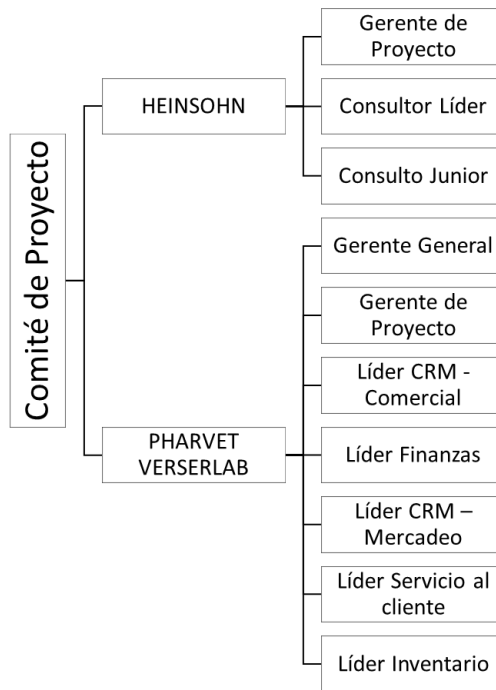 Comité de Proyecto
HEINSOHN
Gerente de
Proyecto
Consultor Líder
Consulto Junior
PHARVET
VERSERLAB
Gerente General
Gerente de
Proyecto
Líder CRM -
Comercial
Líder Finanzas
Líder CRM –
Mercadeo
Líder Servicio al
cliente
Líder Inventario